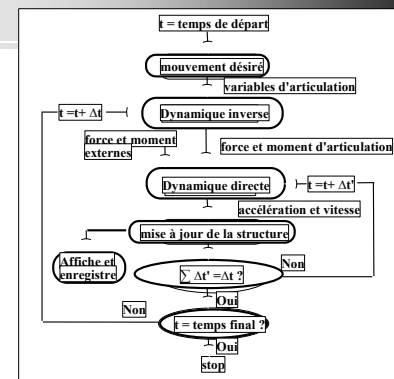 t = temps de départ
mouvement désiré
variables d'articulation
t =t+ Δt
Dynamique inverse
force et moment
externes
force et moment d'articulation
Dynamique directe
t =t+ Δt'
accélération et vitesse
mise à jour de la structure
Affiche et
enregistre
∑ Δt' =Δt ?
Non
Oui
Non
t = temps final ?
Oui
stop